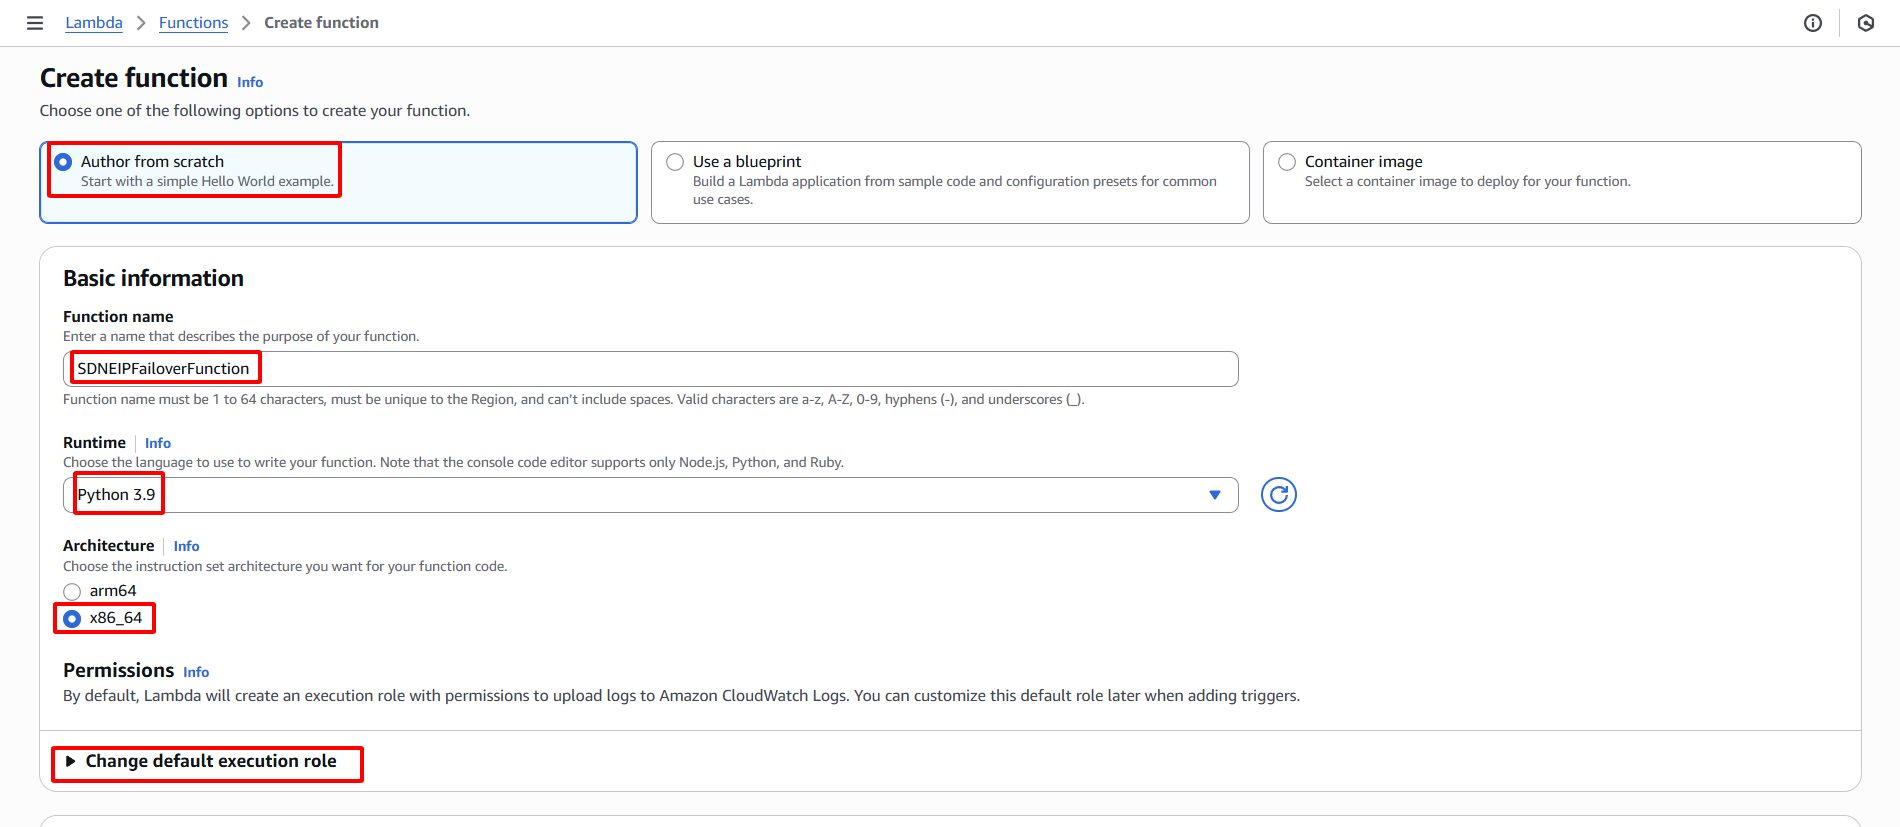 Lambda > Functions > Create function
Create function Info
Choose one of the following options to create your function.
Author from scratch
Start with a simple Hello World example.
Use a blueprint
Build a Lambda application from sample code and configuration presets for common
use cases.
Container image
Select a container image to deploy for your function.
Basic information
Function name
Enter a name that describes the purpose of your function.
SDNEIPFailoverFunction
Function name must be 1 to 64 characters, must be unique to the Region, and can't include spaces. Valid characters are a-z, A-Z, 0-9, hyphens (-), and underscores (_).
Runtime Info
Choose the language to use to write your function. Note that the console code editor supports only Node.js, Python, and Ruby.
Python 3.9
Architecture Info
Choose the instruction set architecture you want for your function code.
arm64
x86_64
Permissions Info
By default, Lambda will create an execution role with permissions to upload logs to Amazon CloudWatch Logs. You can customize this default role later when adding triggers.
Change default execution role